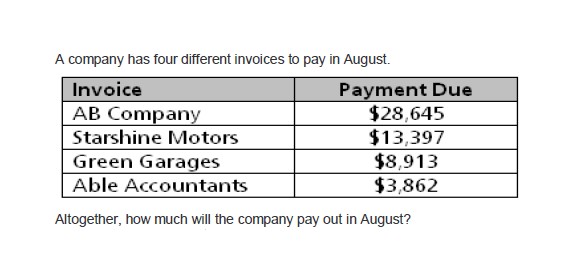 A company has four different invoices to pay in August.
Invoice Payment Due
AB Company $28,645
Starshine Motors $13,397
Green Garages $8,913
Able Accountants $3,862
Altogether, how much will the company pay out in August?